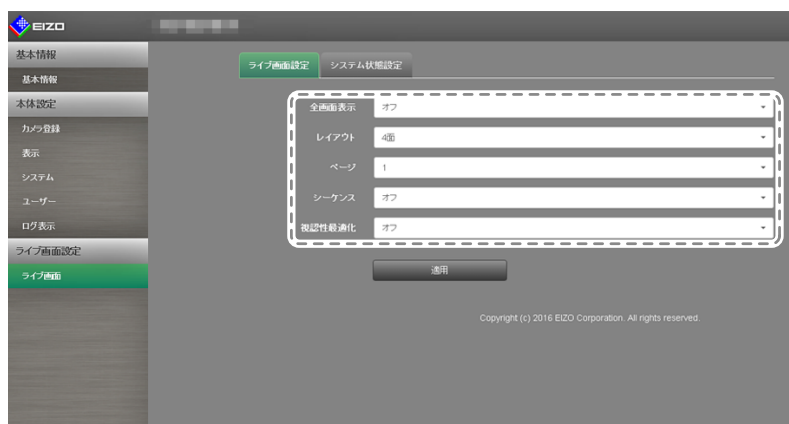 EIZO
基本情報
基本情報
本体設定
カメラ登録
表示
システム
ユーザー
ログ表示
ライブ画面設定
ライブ画面
ライブ画面設定 システム状態設定
全画面表示 オフ
レイアウト 4面
ページ 1
シーケンス オフ
視認性最適化 オフ
適用
Copyright (c) 2016 EIZO Corporation. All rights reserved.